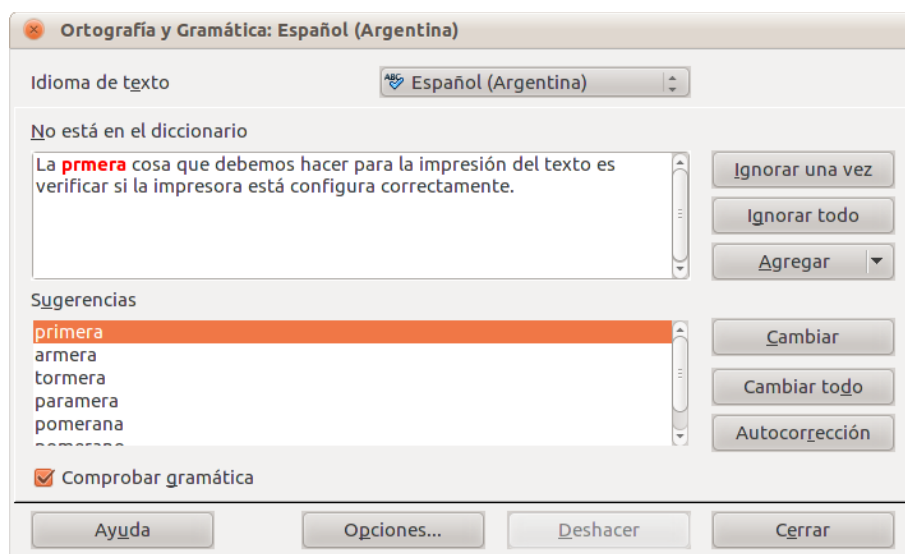 Ortografía y Gramática: Español (Argentina)
Idioma de texto
Español (Argentina)
No está en el diccionario
La prmera cosa que debemos hacer para la impresión del texto es
verificar si la impresora está configura correctamente.
Ignorar una vez
Ignorar todo
Agregar
Sugerencias
primera
armera
tormera
paramera
pomerana
Cambiar
Cambiar todo
Autocorrección
Comprobar gramática
Ayuda
Opciones...
Deshacer
Cerrar